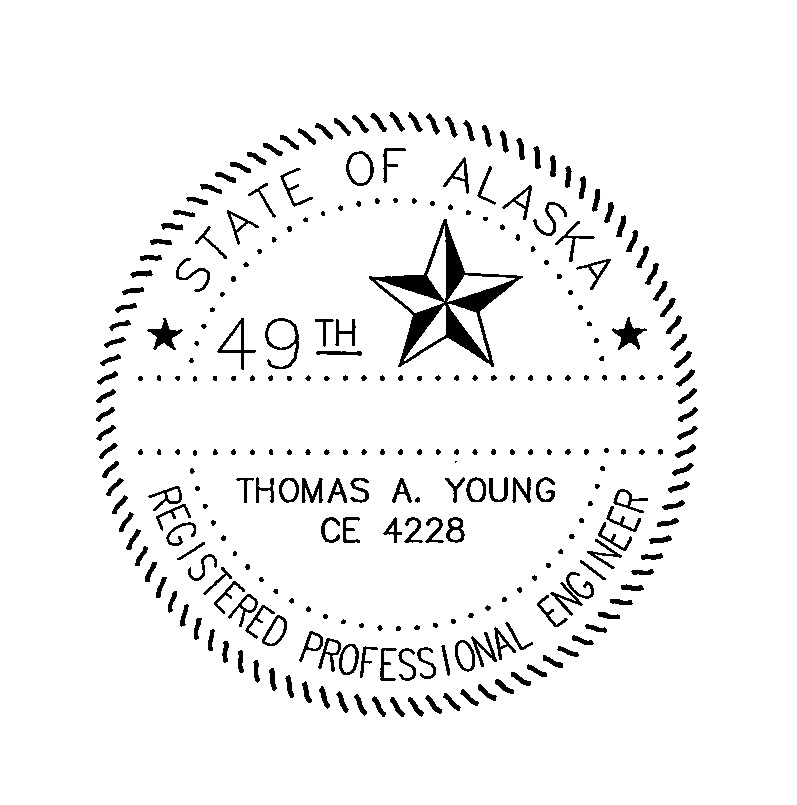 STATE OF ALASKA
49TH
THOMAS A. YOUNG
CE 4228
REGISTERED PROFESSIONAL ENGINEER